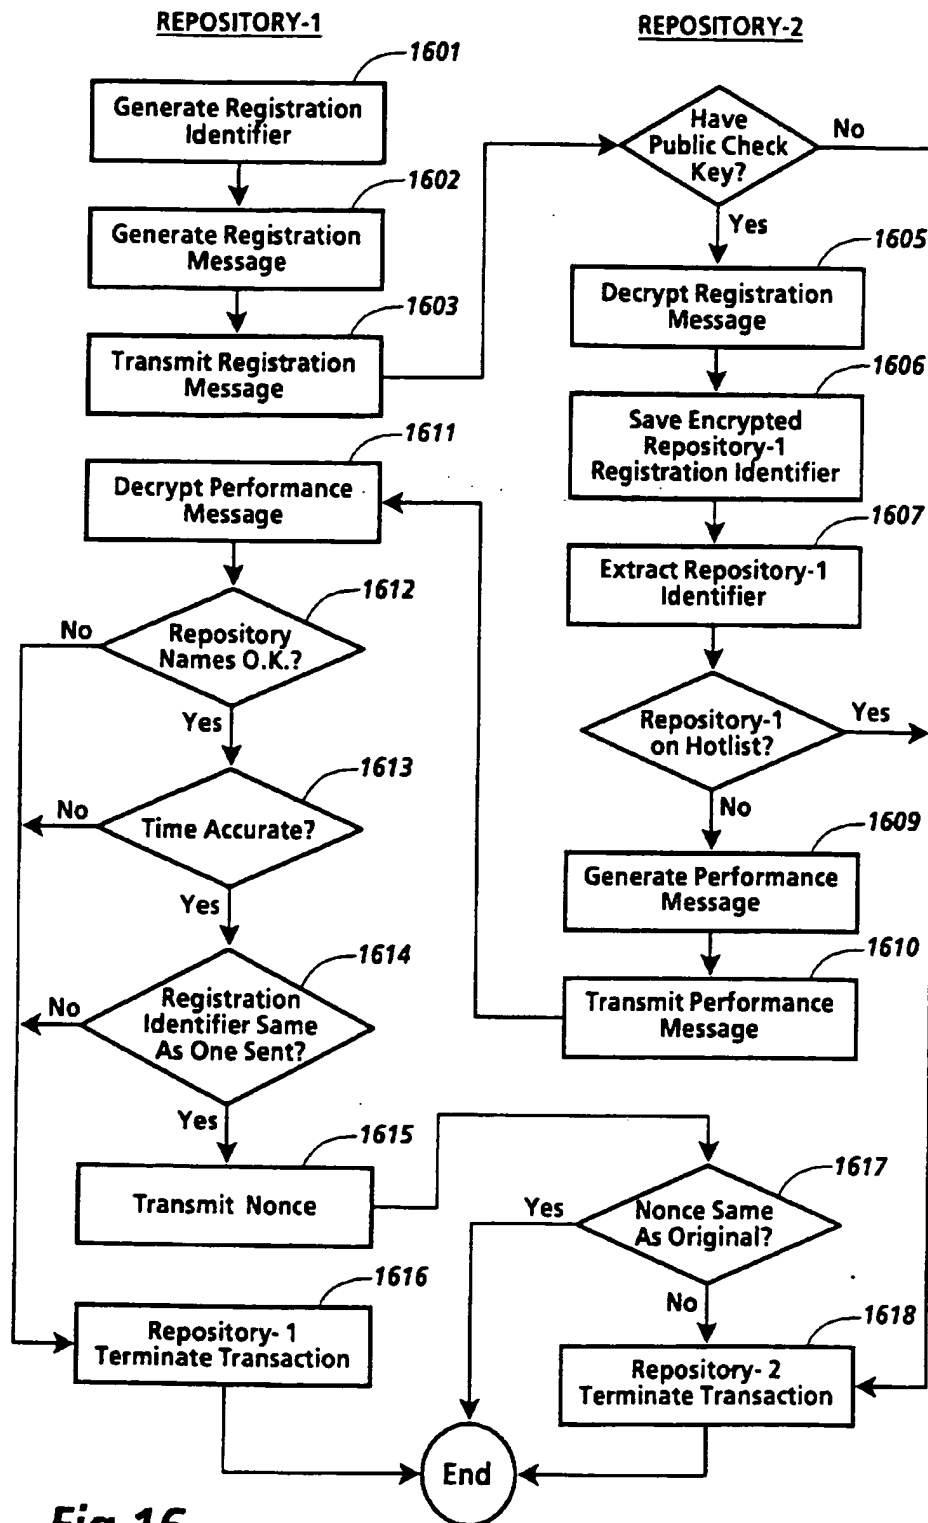 REPOSITORY-1
1601
Generate Registration
Identifier
1602
Generate Registration
Message
1603
Transmit Registration
Message
1611
Decrypt Performance
Message
1612
No
Repository
Names O.K.?
Yes
1613
No
Time Accurate?
Yes
1614
No
Registration
Identifier Same
As One Sent?
Yes
1615
Transmit Nonce
1616
Repository- 1
Terminate Transaction
REPOSITORY-2
Have
Public Check
Key?
No
Yes
1605
Decrypt Registration
Message
1606
Save Encrypted
Repository-1
Registration Identifier
1607
Extract Repository-1
Identifier
Repository-1
on Hotlist?
Yes
No
1609
Generate Performance
Message
1610
Transmit Performance
Message
1617
Yes
Nonce Same
As Original?
No
1618
Repository- 2
Terminate Transaction
End
Fig.16